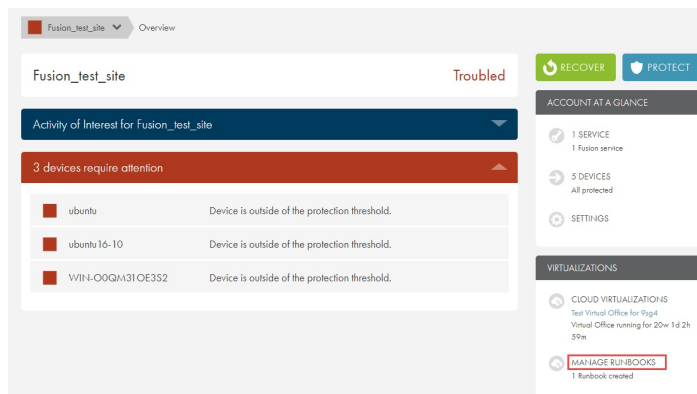 Fusion_test_site Overview
Fusion_test_site Troubled
Activity of Interest for Fusion_test_site
3 devices require attention
ubuntu Device is outside of the protection threshold.
ubuntu16-10 Device is outside of the protection threshold.
WIN-O0QM31OE3S2 Device is outside of the protection threshold.
RECOVER PROTECT
ACCOUNT AT A GLANCE
1 SERVICE
1 Fusion service
5 DEVICES
All protected
SETTINGS
VIRTUALIZATIONS
CLOUD VIRTUALIZATIONS
Test Virtual Office for 9sg4
Virtual Office running for 20w 1d 2h
59m
MANAGE RUNBOOKS
1 Runbook created